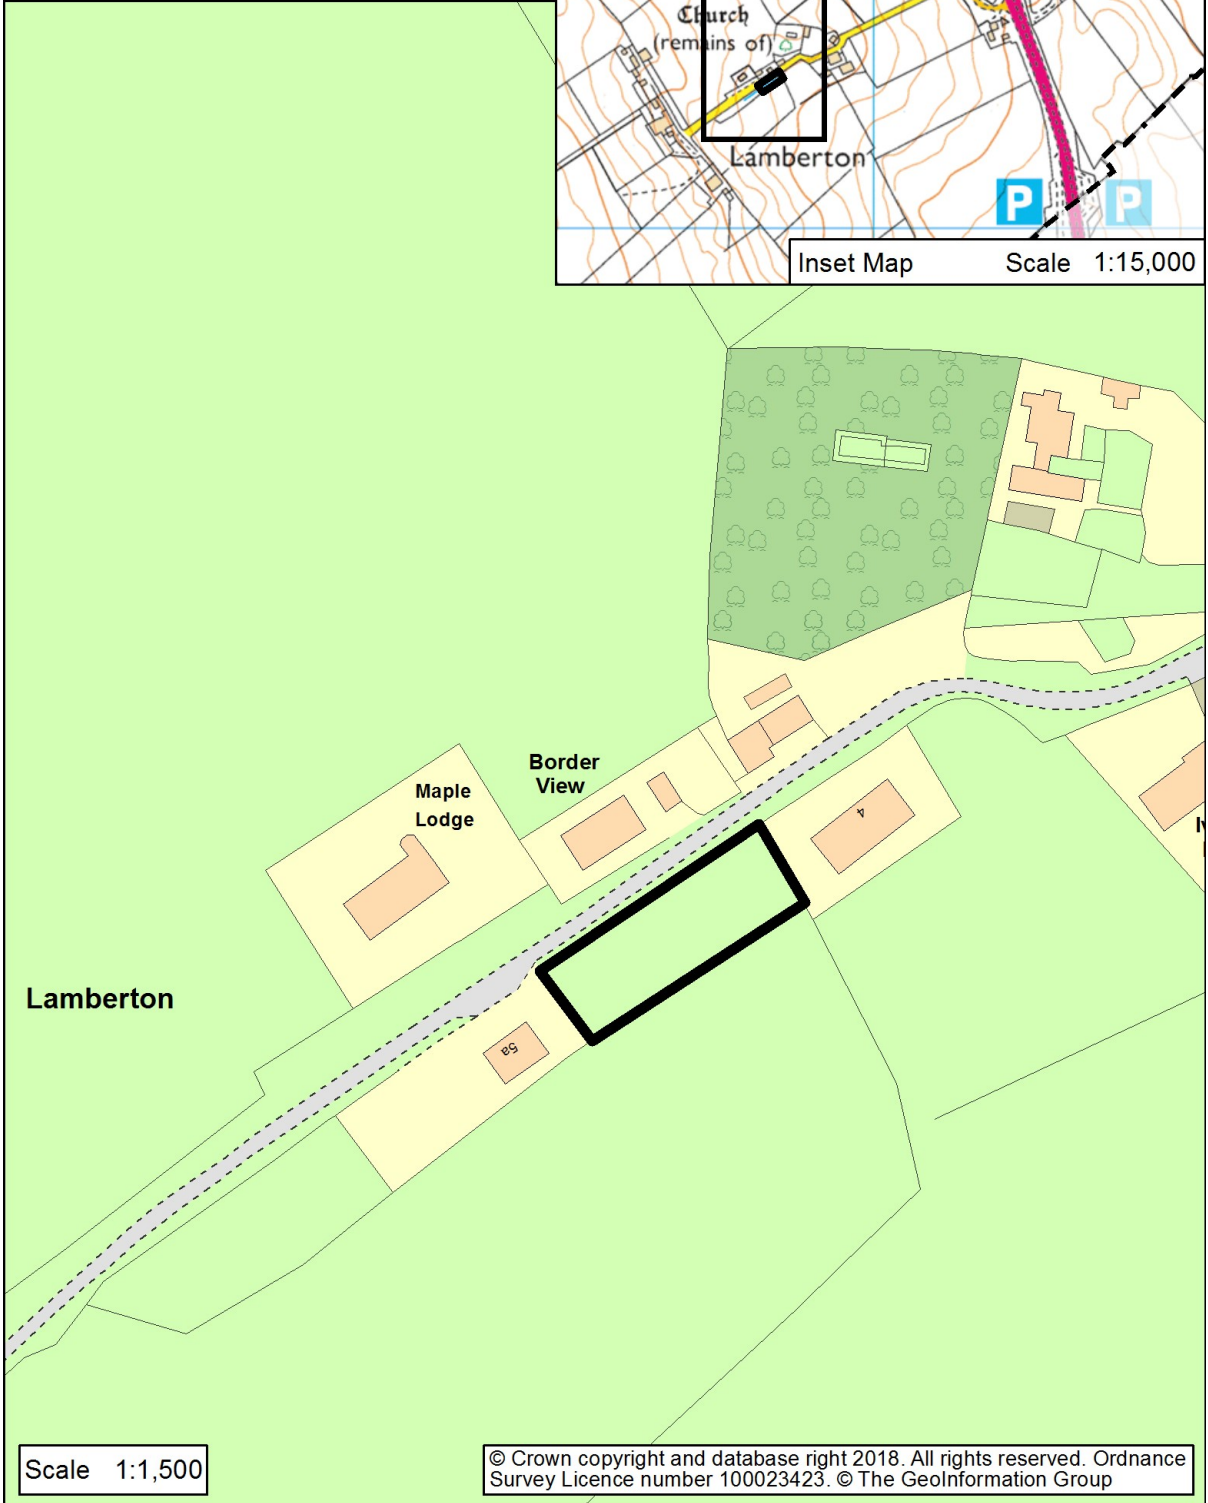 Church
(remains of)
Lamberton
P P
Inset Map Scale 1:15,000
Border
View
Maple
Lodge
4
Lamberton
5a
Scale 1:1,500
© Crown copyright and database right 2018. All rights reserved. Ordnance
Survey Licence number 100023423. © The GeoInformation Group